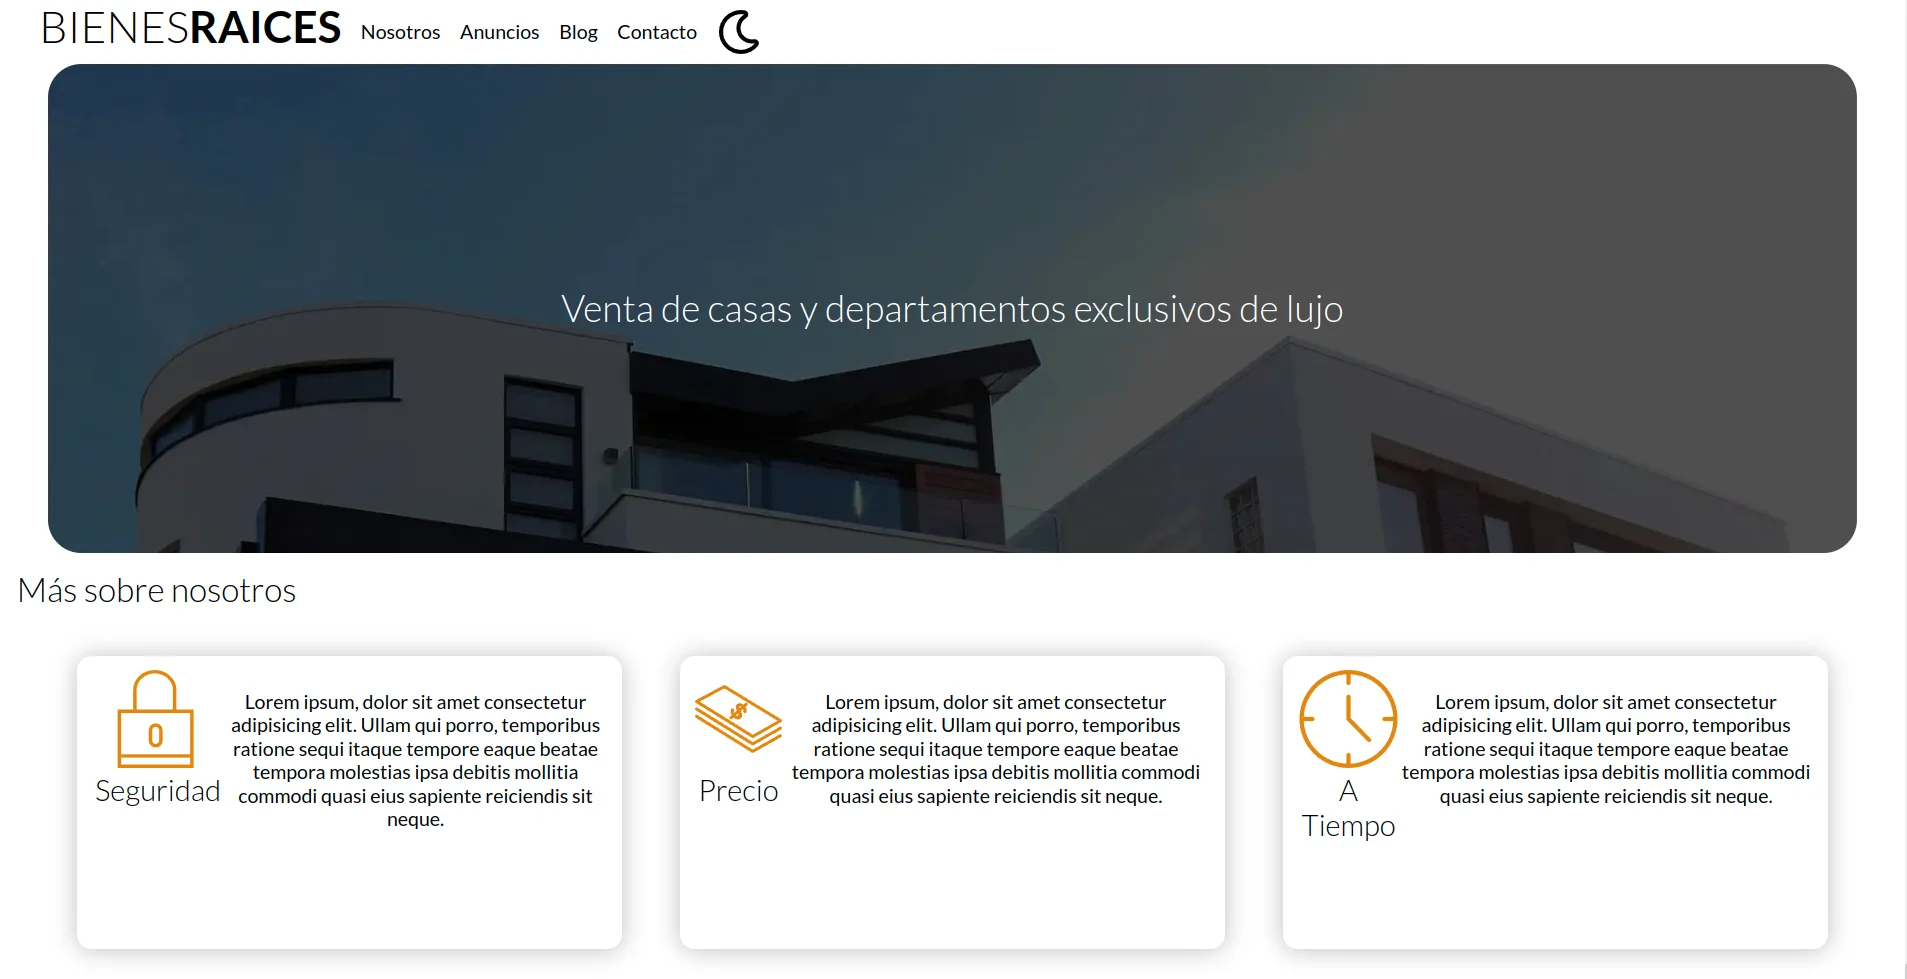 BIENESRAICES Nosotros Anuncios Blog Contacto
Venta de casas y departamentos exclusivos de lujo
Más sobre nosotros
Seguridad
Lorem ipsum, dolor sit amet consectetur
adipisicing elit. Ullam qui porro, temporibus
ratione sequi itaque tempore eaque beatae
tempora molestias ipsa debitis mollitia
commodi quasi eius sapiente reiciendis sit
neque.
$
Precio
Lorem ipsum, dolor sit amet consectetur
adipisicing elit. Ullam qui porro, temporibus
ratione sequi itaque tempore eaque beatae
tempora molestias ipsa debitis mollitia commodi
quasi eius sapiente reiciendis sit neque.
A
Tiempo
Lorem ipsum, dolor sit amet consectetur
adipisicing elit. Ullam qui porro, temporibus
ratione sequi itaque tempore eaque beatae
tempora molestias ipsa debitis mollitia commodi
quasi eius sapiente reiciendis sit neque.